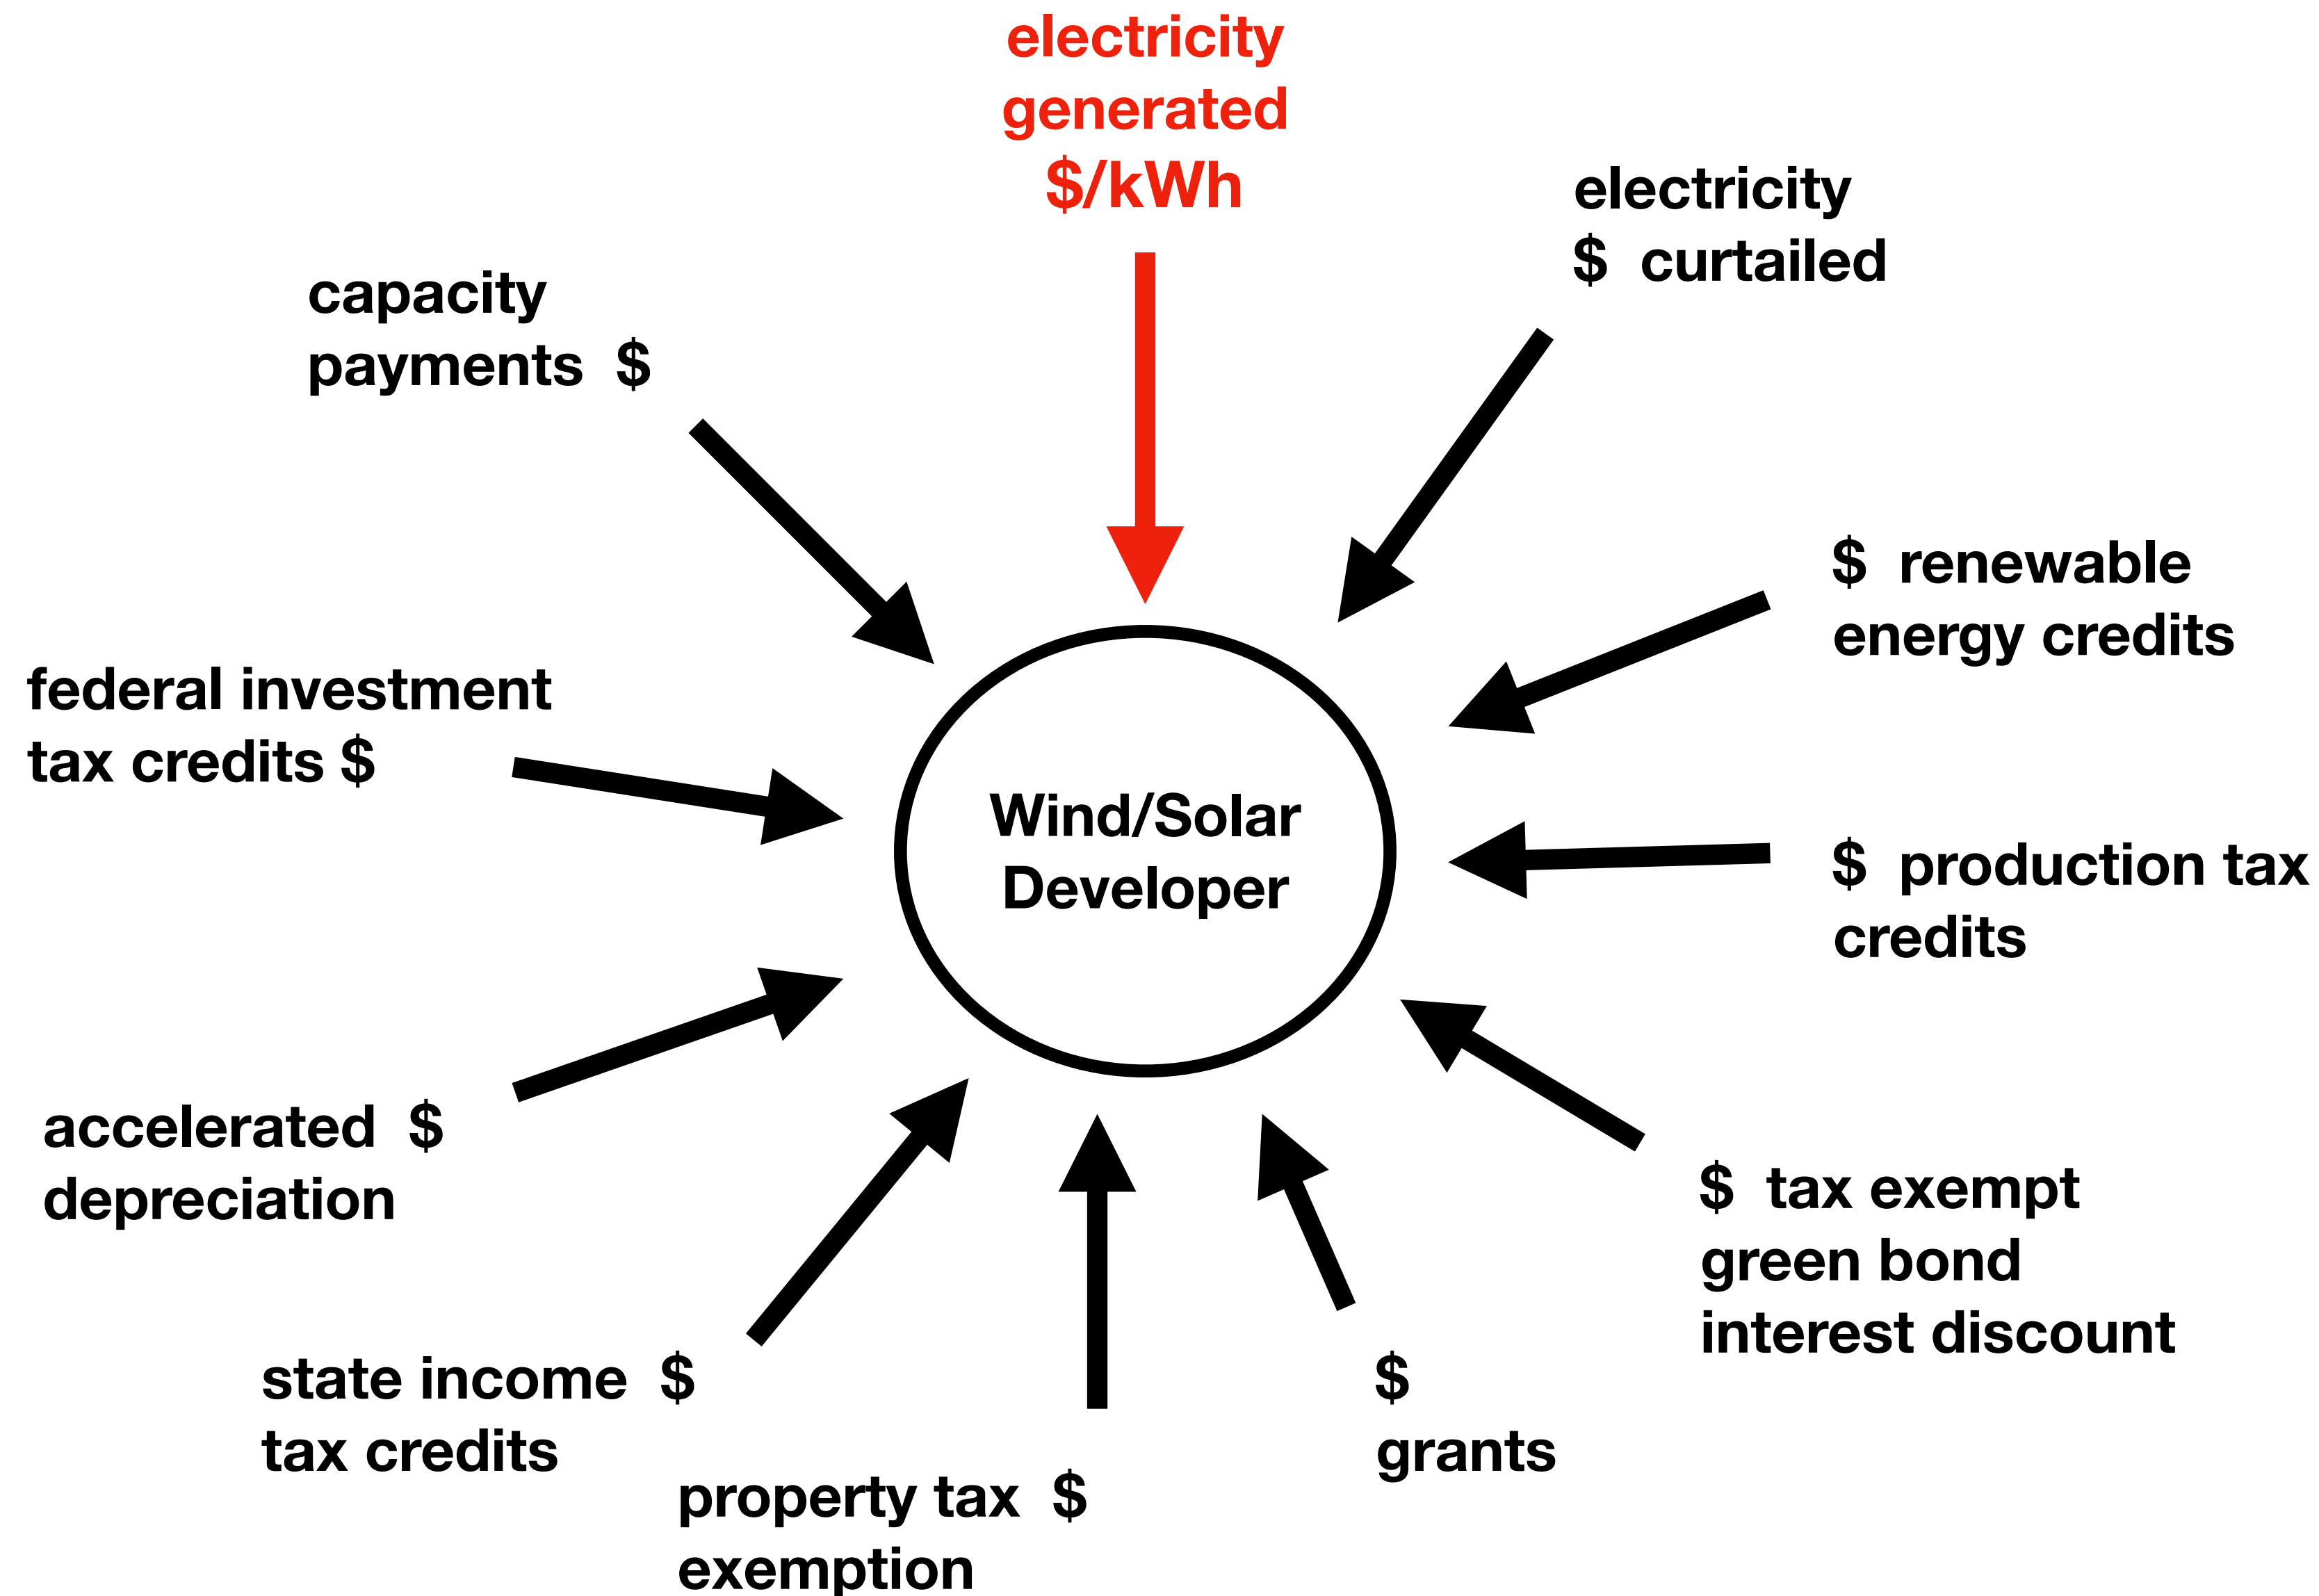 electricity
generated
$/kWh
electricity
$ curtailed
capacity
payments $
$ renewable
energy credits
federal investment
tax credits $
Wind/Solar
Developer
$ production tax
credits
accelerated $
depreciation
$ tax exempt
green bond
interest discount
state income $
tax credits
$
grants
property tax $
exemption